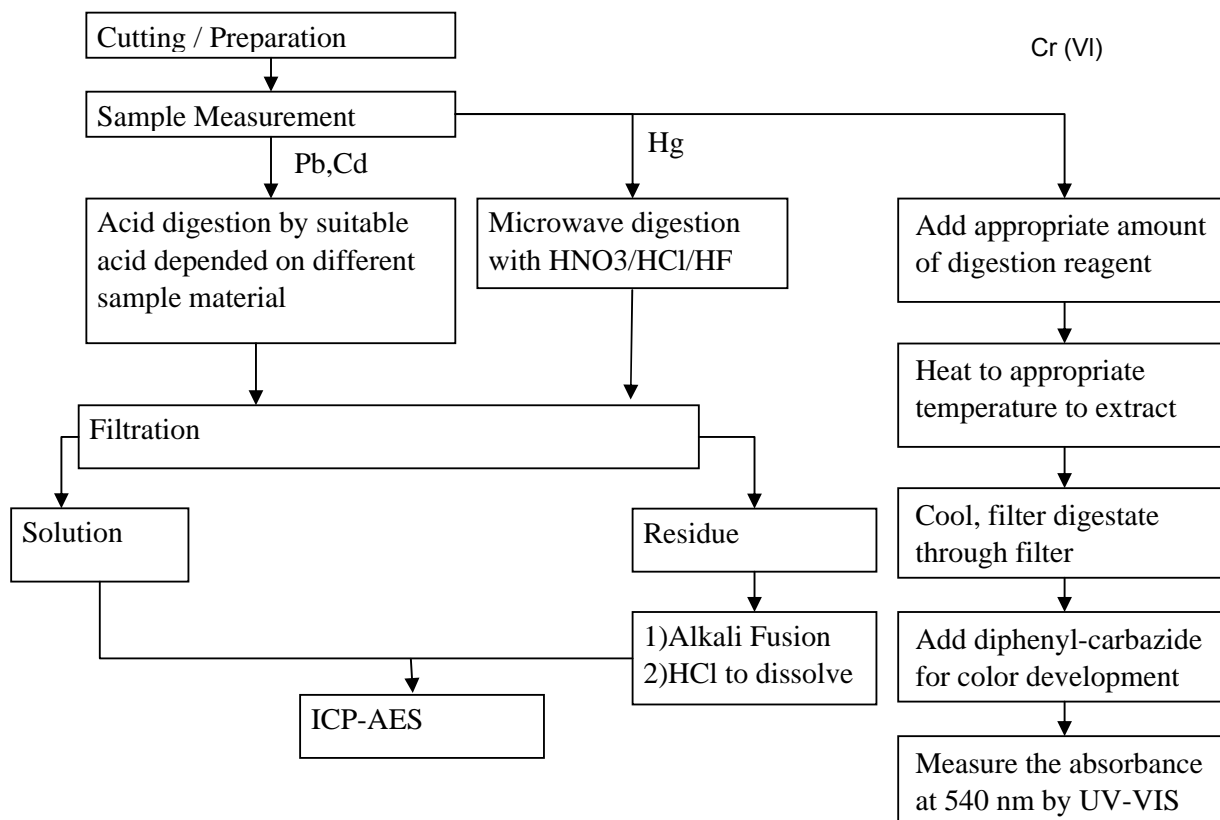 Cutting / Preparation
Cr (VI)
Sample Measurement
Pb,Cd
Hg
Acid digestion by suitable
acid depended on different
sample material
Microwave digestion
with HNO3/HCl/HF
Add appropriate amount
of digestion reagent
Heat to appropriate
temperature to extract
Filtration
Solution
Residue
Cool, filter digestate
through filter
1)Alkali Fusion
2)HCl to dissolve
Add diphenyl-carbazide
for color development
ICP-AES
Measure the absorbance
at 540 nm by UV-VIS